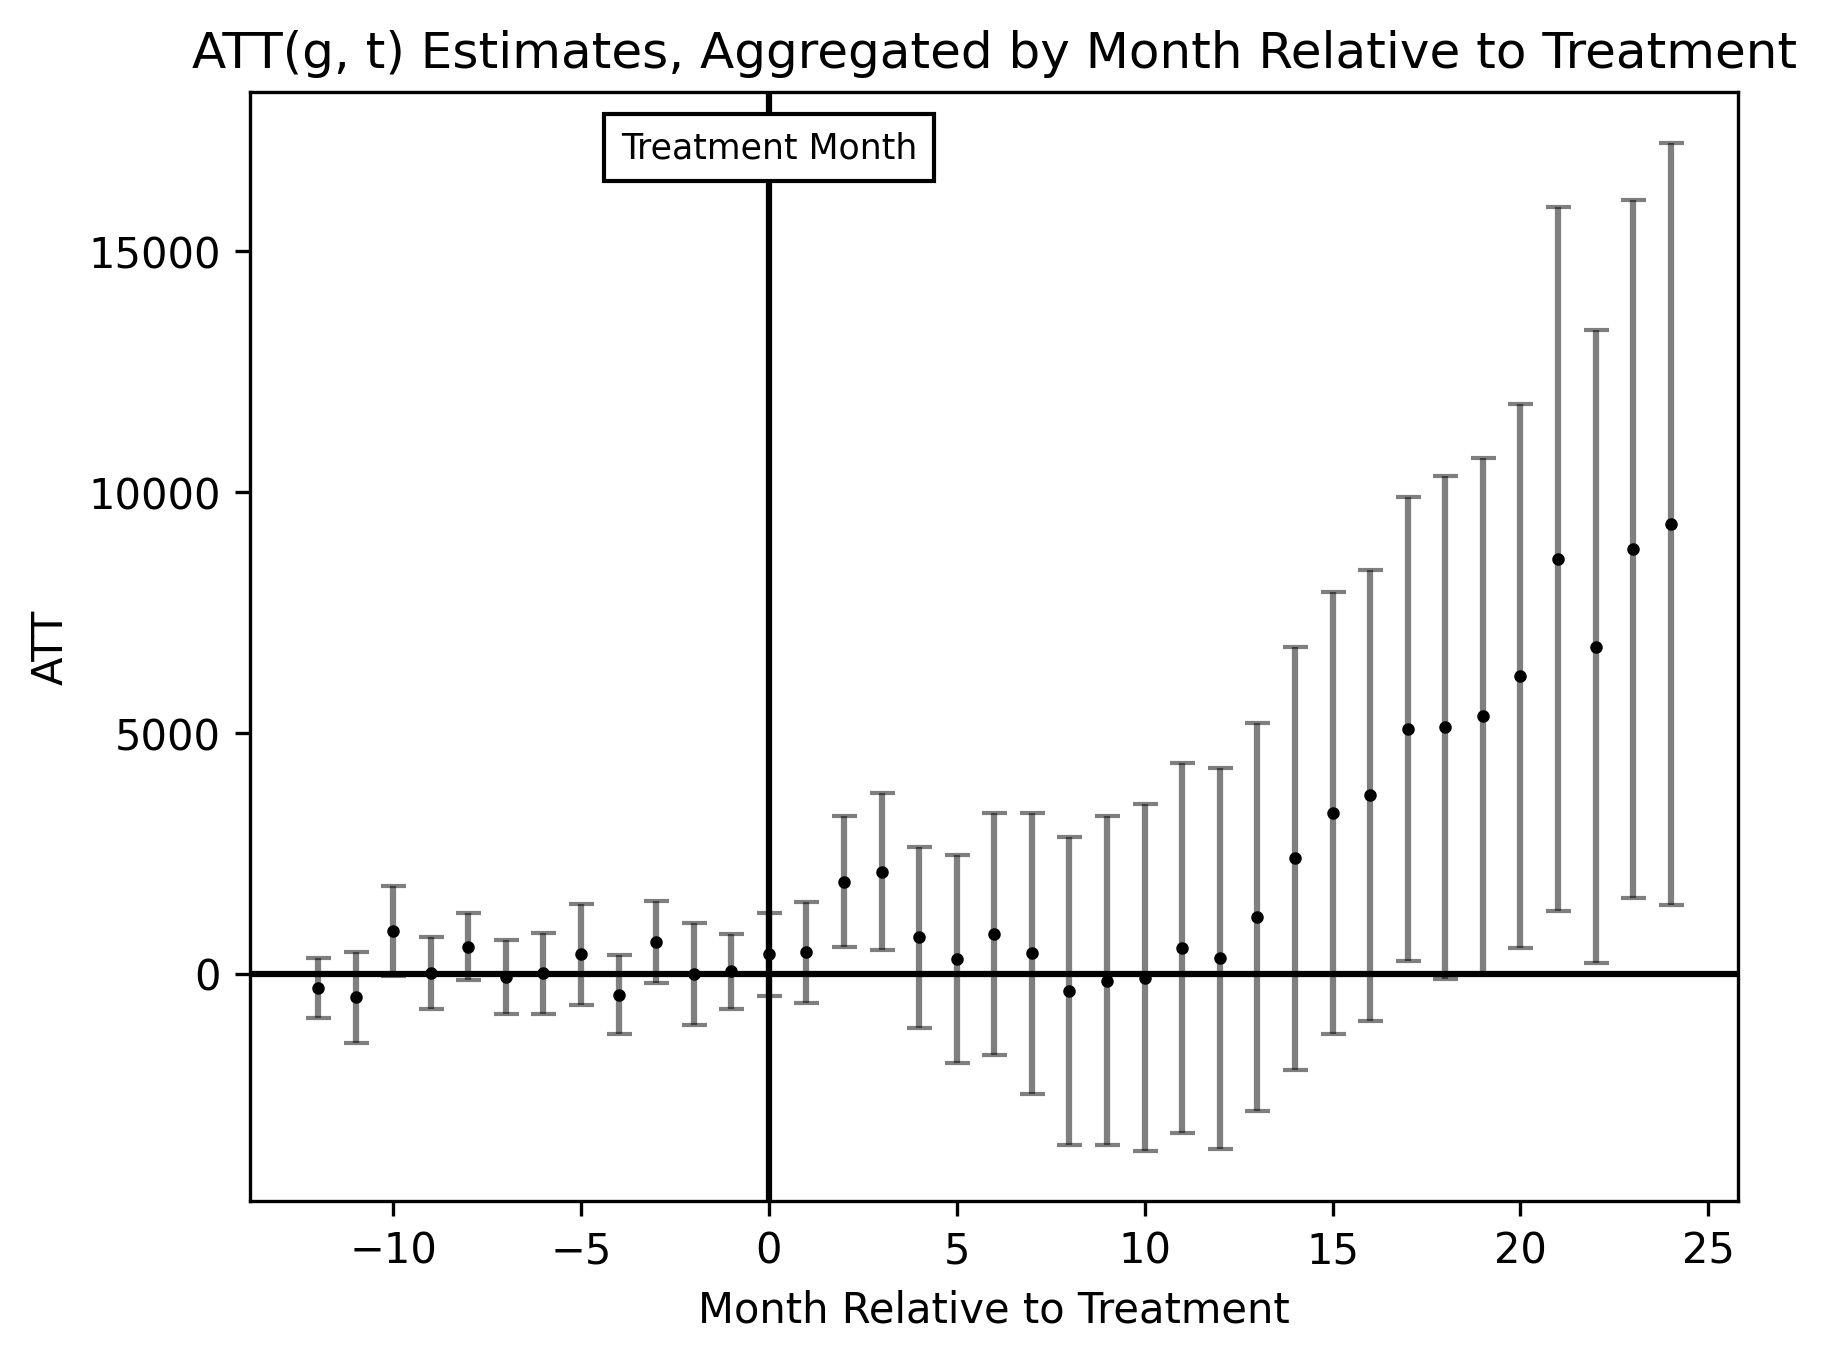 ATT(g, t) Estimates, Aggregated by Month Relative to Treatment
Treatment Month
15000
10000
5000
0
ATT
−10 −5 0 5 10 15 20 25
Month Relative to Treatment